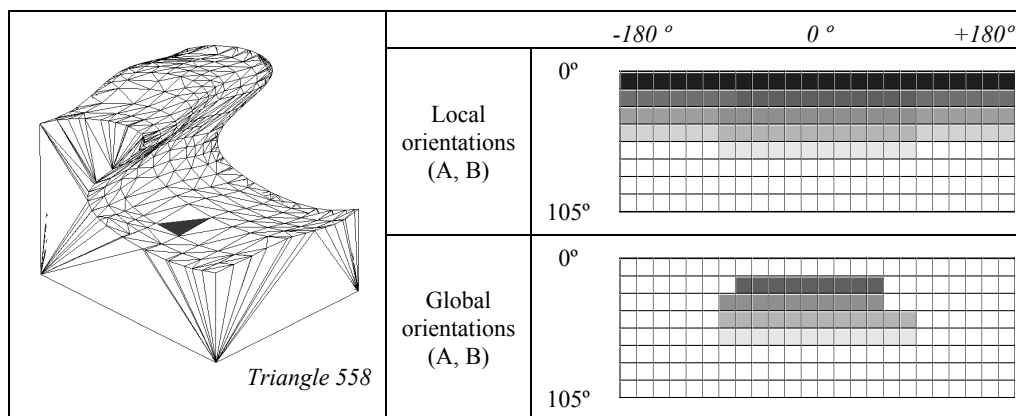 Triangle 558
-180 º 0 º +180º
Local
orientations
(A, B)
0º
105º
Global
orientations
(A, B)
0º
105º